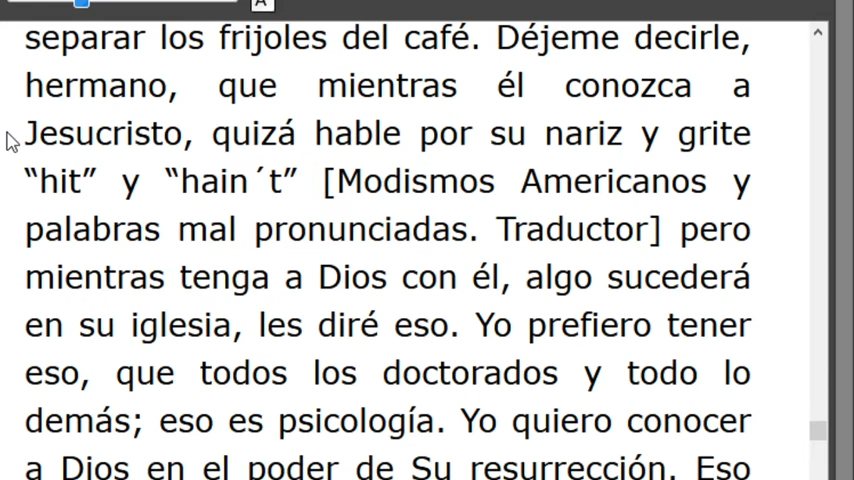 A
separar los frijoles del café. Déjeme decirle,
hermano, que mientras él conozca a
Jesucristo, quizá hable por su nariz y grite
“hit” y “hain´t” [Modismos Americanos y
palabras mal pronunciadas. Traductor] pero
mientras tenga a Dios con él, algo sucederá
en su iglesia, les diré eso. Yo prefiero tener
eso, que todos los doctorados y todo lo
demás; eso es psicología. Yo quiero conocer
a Dios en el poder de Su resurrección. Eso